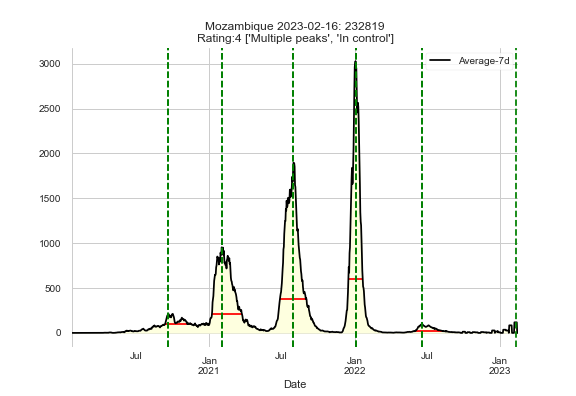 Mozambique 2023-02-16: 232819
Rating:4 ['Multiple peaks', 'In control']
Average-7d
3000
2500
2000
1500
1000
500
0
Jul
Jan
2021
Jul
Jan
2022
Jul
Jan
2023
Date